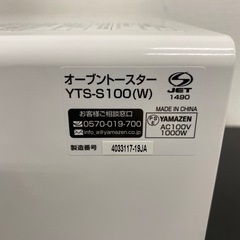 オーブントースター
YTS-S100(W)
お客様ご相談窓口
0570-019-700
info@yamazen.co.jp
JET
1490
MADE IN CHINA
YAMAZEN
AC100V
1000W
製造番号
4033117-19JA